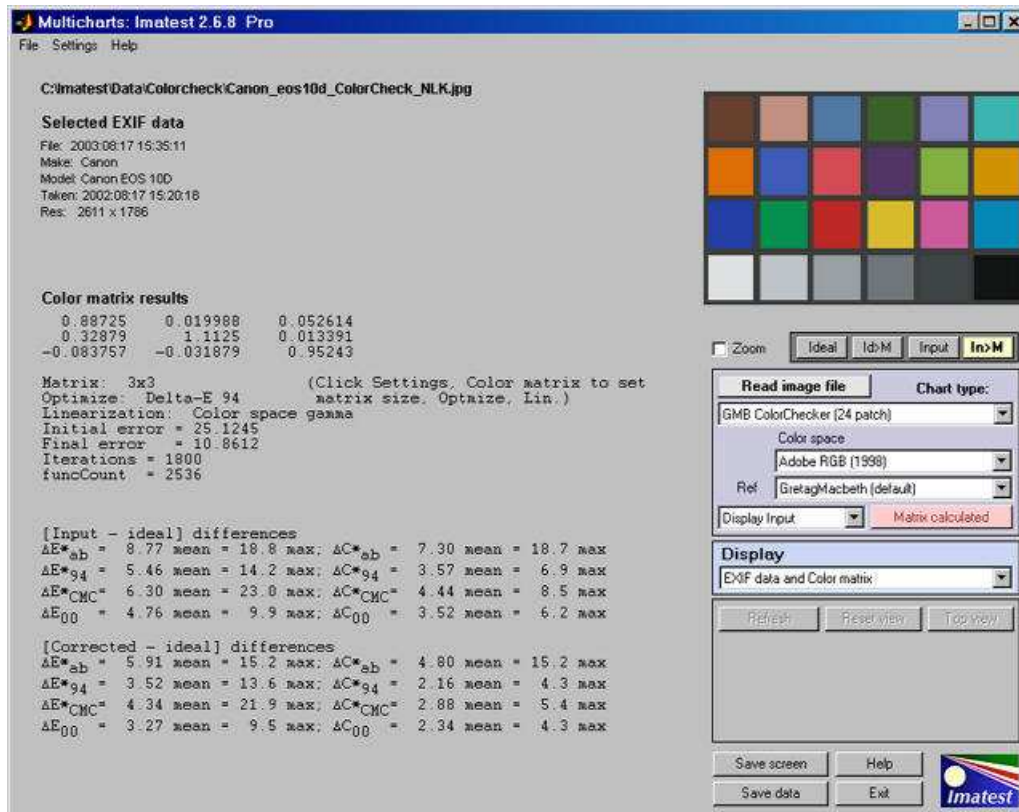 Multicharts: Imatest 2.6.8 Pro
File Settings Help
C:\Imatest\Data\Colorcheck\Canon_eos10d_ColorCheck_NLK.jpg
Selected EXIF data
File: 2003:08:17 15:35:11
Make: Canon
Model: Canon EOS 10D
Taken: 2002:08:17 15:20:18
Res: 2611 x 1786
Color matrix results
0.88725 0.019988 0.052614
0.32879 1.1125 0.013391
-0.083757 -0.031879 0.95243
Matrix: 3x3 (Click Settings, Color matrix to set
Optimize: Delta-E 94 matrix size, Optmize, Lin.)
Linearization: Color space gamma
Initial error = 25.1245
Final error = 10.8612
Iterations = 1800
funcCount = 2536
[Input - ideal] differences
ΔE*ab = 8.77 mean = 18.8 max; ΔC*ab = 7.30 mean = 18.7 max
ΔE*94 = 5.46 mean = 14.2 max; ΔC*94 = 3.57 mean = 6.9 max
ΔE*CMC= 6.30 mean = 23.0 max; ΔC*CMC= 4.44 mean = 8.5 max
ΔE00 = 4.76 mean = 9.9 max; ΔC00 = 3.52 mean = 6.2 max
[Corrected - ideal] differences
ΔE*ab = 5.91 mean = 15.2 max; ΔC*ab = 4.80 mean = 15.2 max
ΔE*94 = 3.52 mean = 13.6 max; ΔC*94 = 2.16 mean = 4.3 max
ΔE*CMC= 4.34 mean = 21.9 max; ΔC*CMC= 2.88 mean = 5.4 max
ΔE00 = 3.27 mean = 9.5 max; ΔC00 = 2.34 mean = 4.3 max
Zoom Ideal Id>M Input In>M
Read image file Chart type:
GMB ColorChecker (24 patch)
Color space
Adobe RGB (1998)
Ref GretagMacbeth (default)
Display Input Matrix calculated
Display
EXIF data and Color matrix
Refresh Reset view Top view
Save screen Help
Save data Exit
Imatest